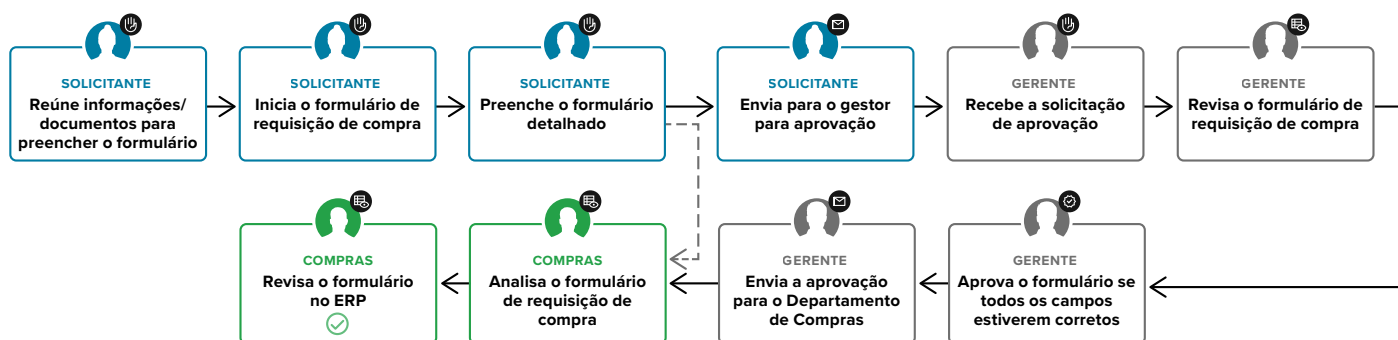 SOLICITANTE
Reúne informações/
documentos para
preencher o formulário
SOLICITANTE
Inicia o formulário de
requisição de compra
SOLICITANTE
Preenche o formulário
detalhado
SOLICITANTE
Envia para o gestor
para aprovação
GERENTE
Recebe a solicitação
de aprovação
GERENTE
Revisa o formulário de
requisição de compra
COMPRAS
Revisa o formulário
no ERP
COMPRAS
Analisa o formulário
de requisição de
compra
GERENTE
Envia a aprovação
para o Departamento
de Compras
GERENTE
Aprova o formulário se
todos os campos
estiverem corretos